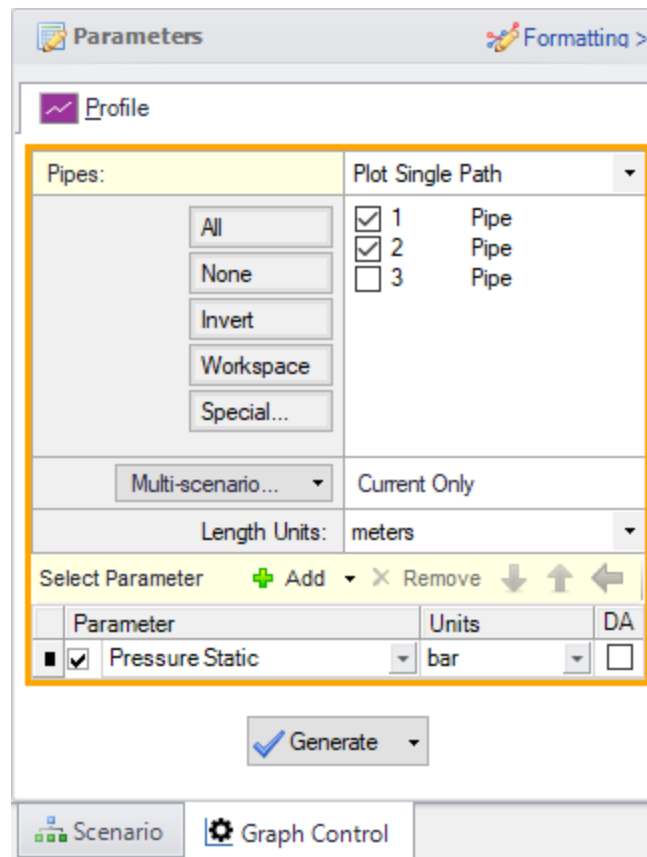 Parameters Formatting >
Profile
Pipes: Plot Single Path
All 1 Pipe
2 Pipe
None 3 Pipe
Invert
Workspace
Special...
Multi-scenario... Current Only
Length Units: meters
Select Parameter Add Remove
Parameter Units DA
Pressure Static bar
Generate
Scenario Graph Control